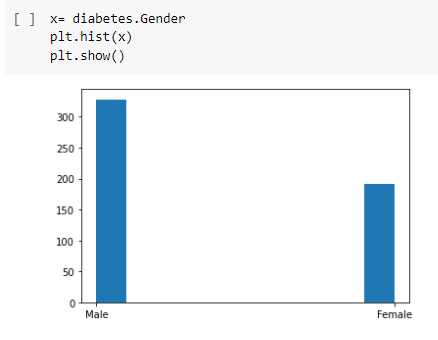 [ ] x= diabetes.Gender
plt.hist(x)
plt.show()
300
250
200
150
100
50
0
Male Female